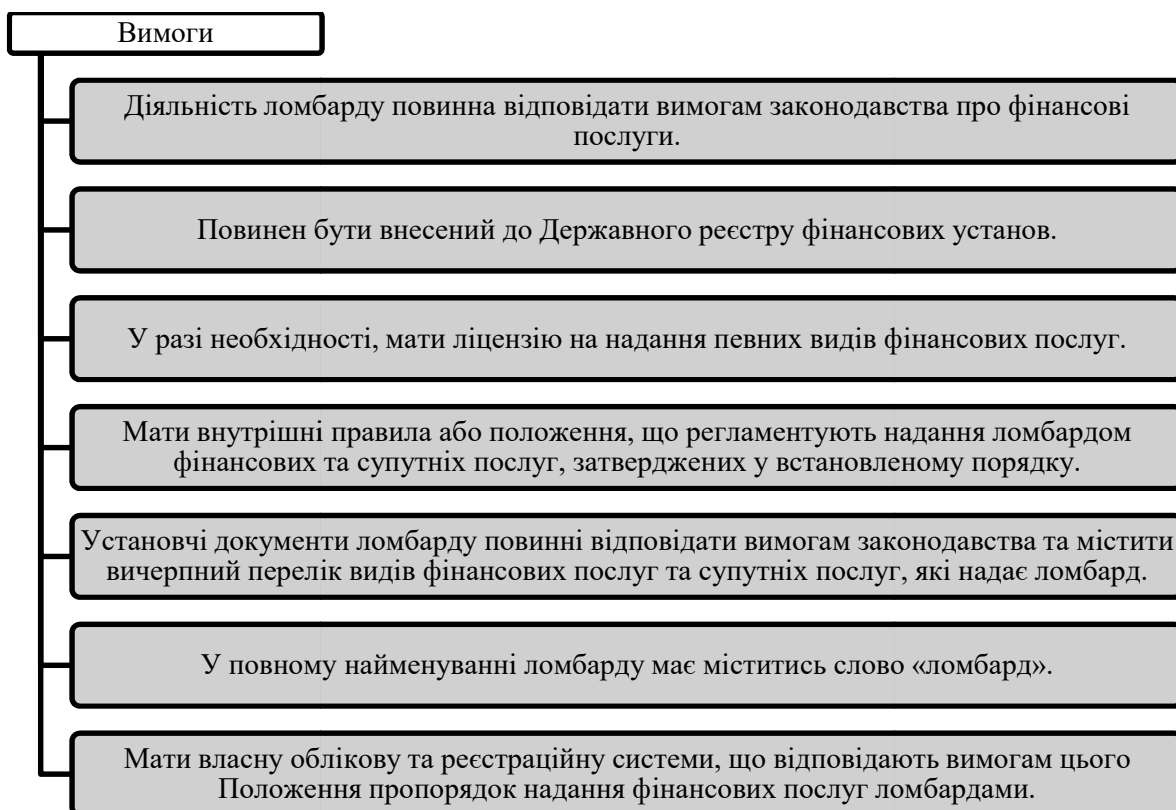 Вимоги
Діяльність ломбарду повинна відповідати вимогам законодавства про фінансові
послуги.
Повинен бути внесений до Державного реєстру фінансових установ.
У разі необхідності, мати ліцензію на надання певних видів фінансових послуг.
Мати внутрішні правила або положення, що регламентують надання ломбардом
фінансових та супутніх послуг, затверджених у встановленому порядку.
Установчі документи ломбарду повинні відповідати вимогам законодавства та містити
вичерпний перелік видів фінансових послуг та супутніх послуг, які надає ломбард.
У повному найменуванні ломбарду має міститись слово «ломбард».
Мати власну облікову та реєстраційну системи, що відповідають вимогам цього
Положення пропорядок надання фінансових послуг ломбардами.